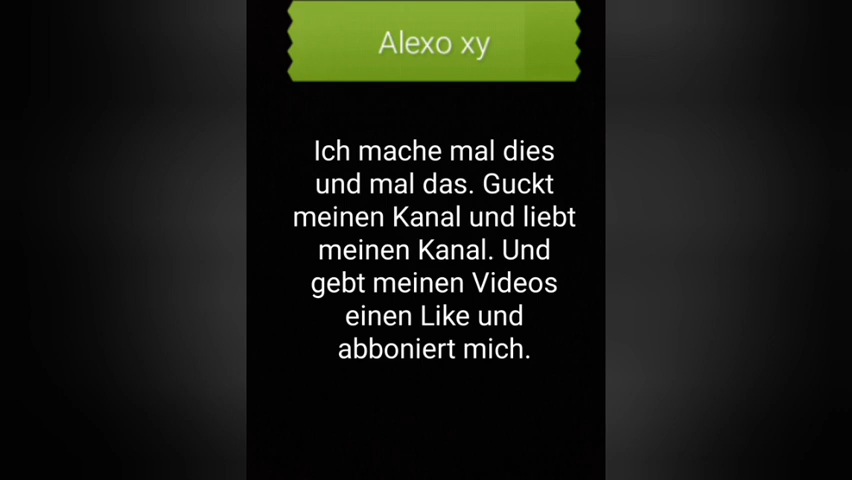 Alexo xy
Ich mache mal dies
und mal das. Guckt
meinen Kanal und liebt
meinen Kanal. Und
gebt meinen Videos
einen Like und
abboniert mich.